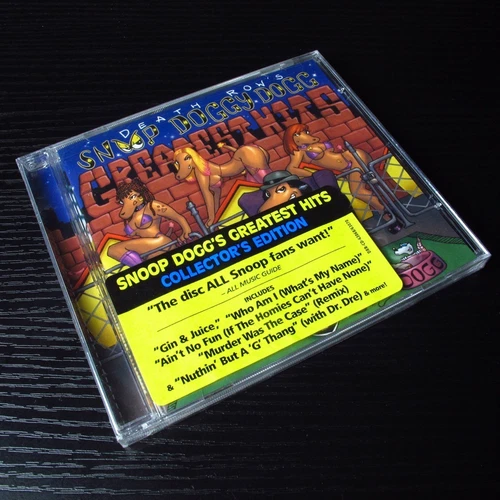 DEATH ROW'S
SNOOP DOGGY DOGG
GREATEST HITS
SNOOP DOGG'S GREATEST HITS
COLLECTOR'S EDITION
"The disc ALL Snoop fans want!"
– ALL MUSIC GUIDE
INCLUDES
"Gin & Juice," "Who Am I (What's My Name)"
"Ain't No Fun (If The Homies Can't Have None)"
"Murder Was The Case" (Remix)
& "Nuthin' But A 'G' Thang" (with Dr. Dre) & more!
DOGG